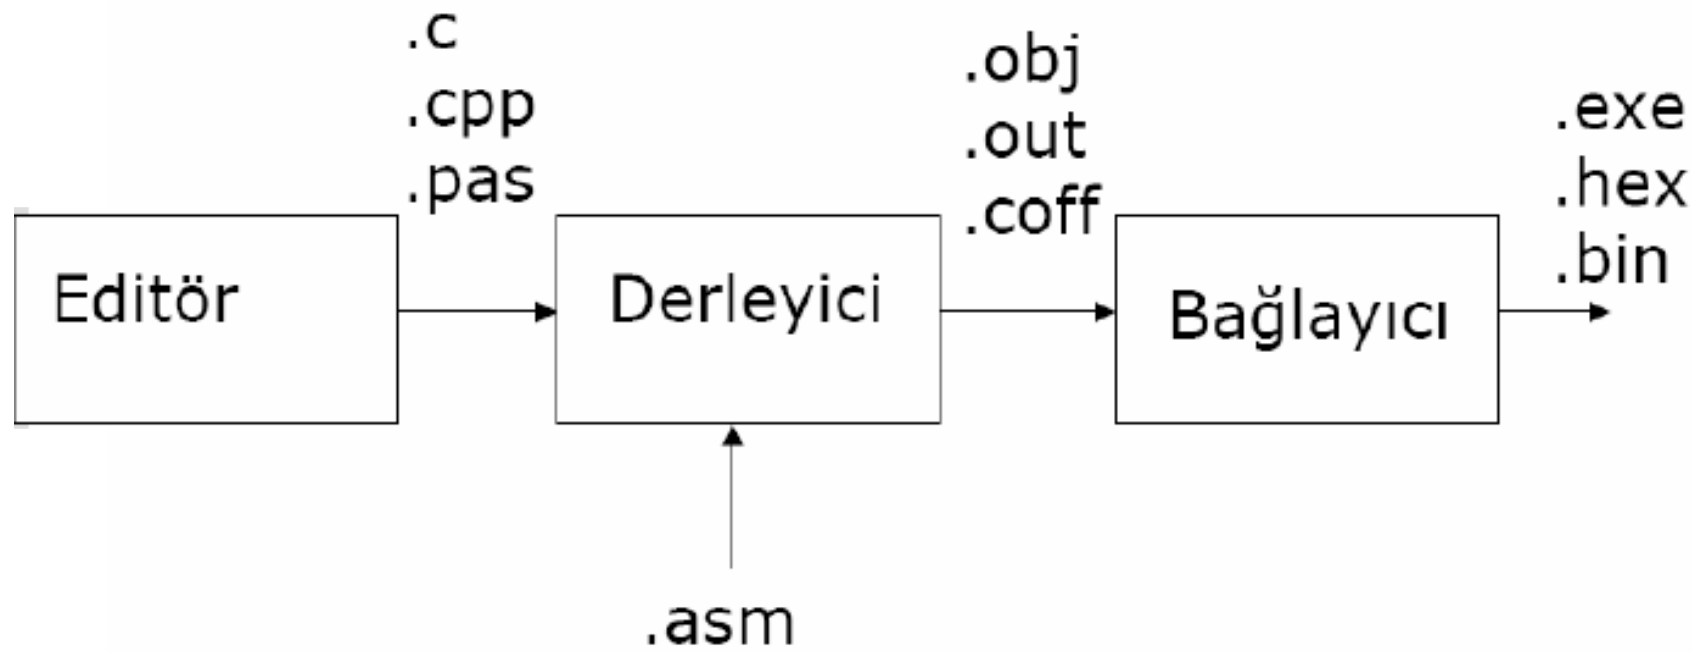 .c
.cpp
.pas
.obj
.out
.coff
.exe
.hex
.bin
Editör
Derleyici
Bağlayıcı
.asm